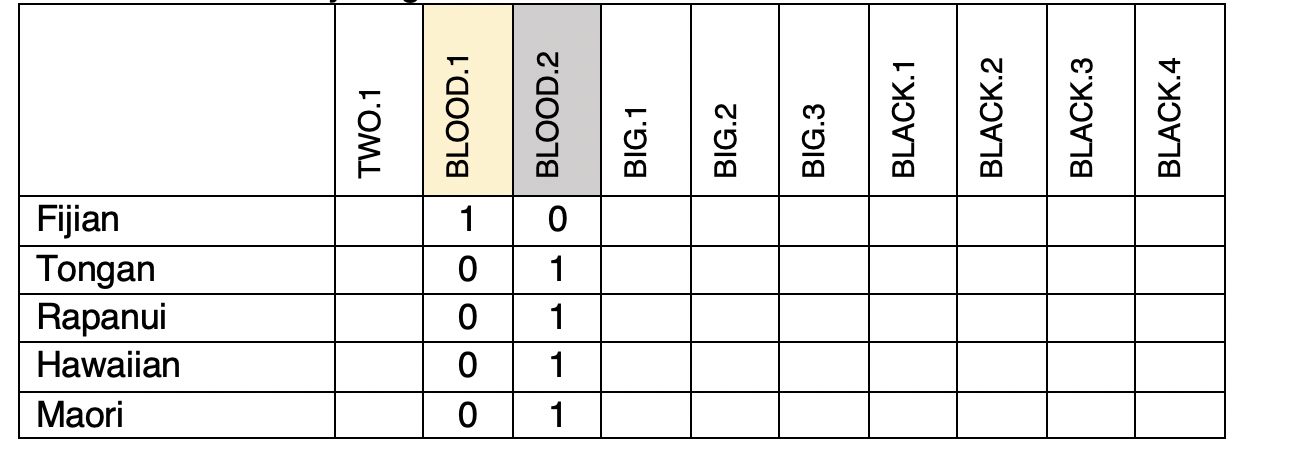 TWO.1 BLOOD.1 BLOOD.2 BIG.1 BIG.2 BIG.3 BLACK.1 BLACK.2 BLACK.3 BLACK.4
Fijian 1 0
Tongan 0 1
Rapanui 0 1
Hawaiian 0 1
Maori 0 1